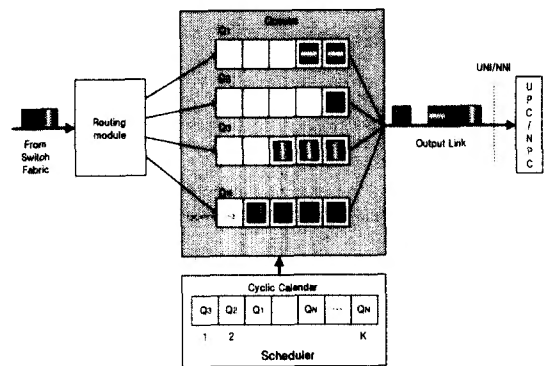 Queues
Q1
Q2
Q3
QN
From
Switch
Fabric
Routing
module
Output Link
UNI/NNI
U
P
C
/
N
P
C
Cyclic Calendar
Q3 Q2 Q1 QN ... QN
1 2 K
Scheduler